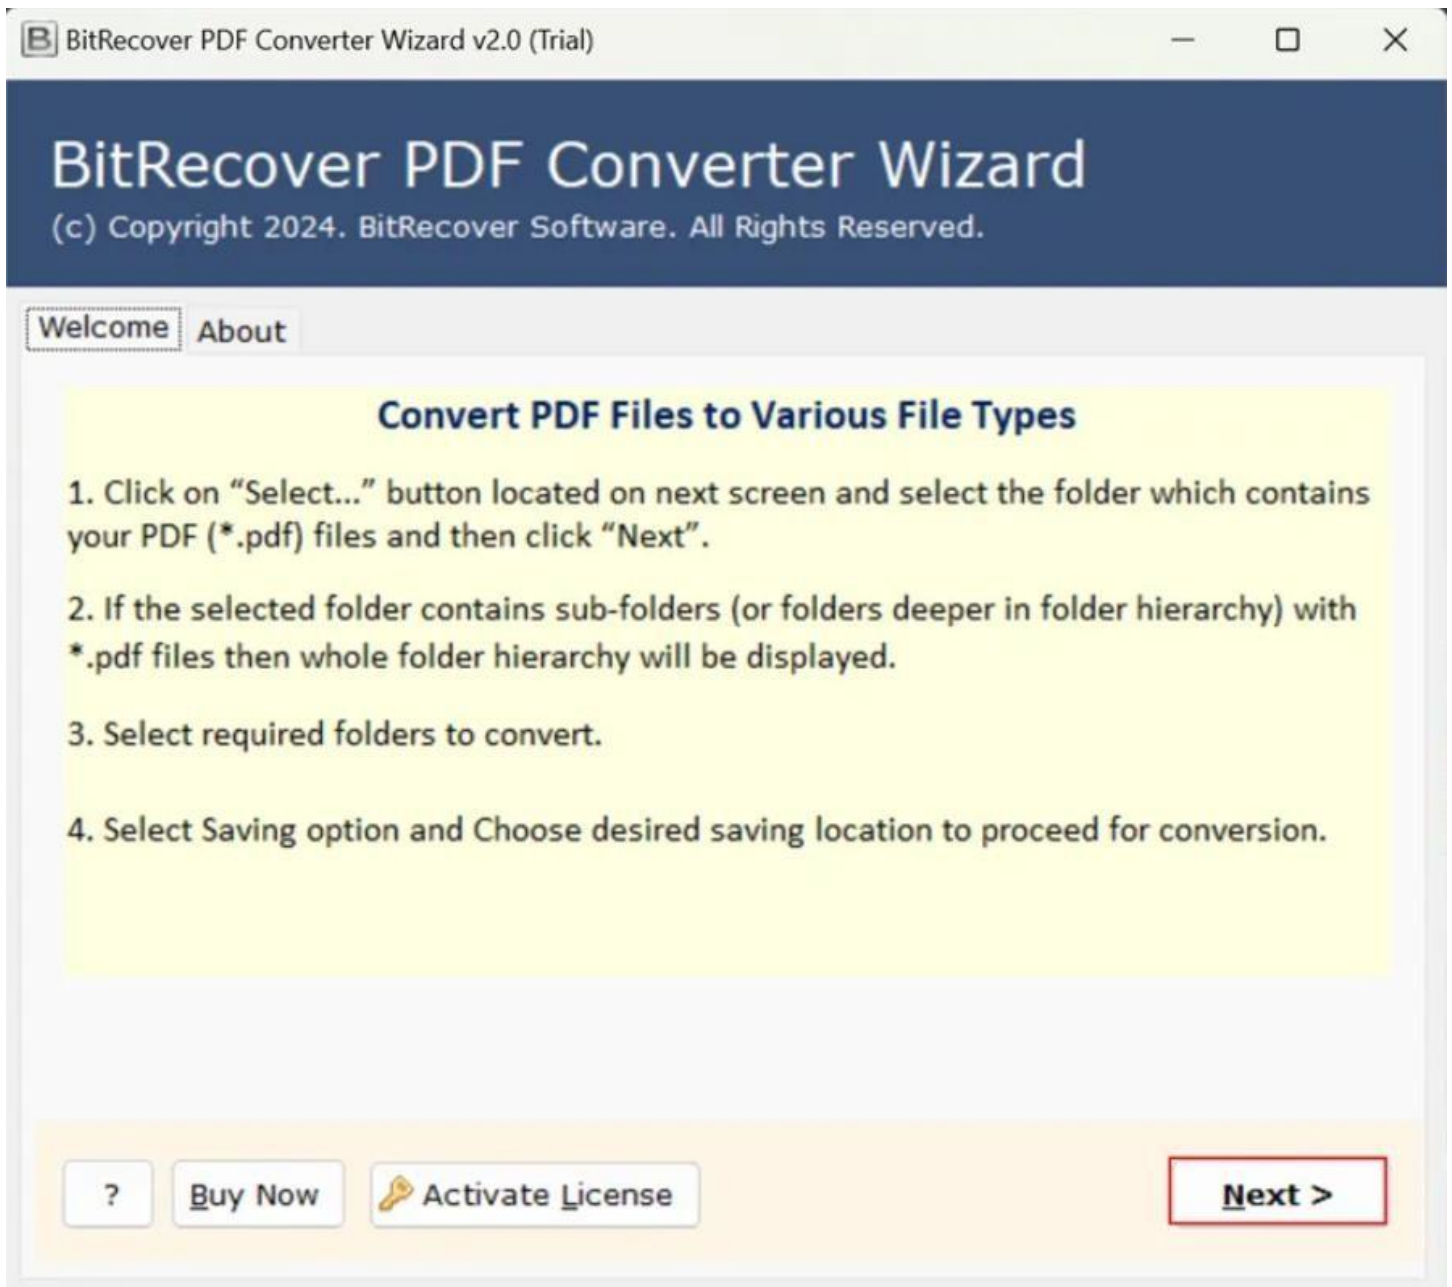 BitRecover PDF Converter Wizard v2.0 (Trial)
BitRecover PDF Converter Wizard
(c) Copyright 2024. BitRecover Software. All Rights Reserved.
Welcome About
Convert PDF Files to Various File Types
1. Click on “Select...” button located on next screen and select the folder which contains
your PDF (*.pdf) files and then click “Next”.
2. If the selected folder contains sub-folders (or folders deeper in folder hierarchy) with
*.pdf files then whole folder hierarchy will be displayed.
3. Select required folders to convert.
4. Select Saving option and Choose desired saving location to proceed for conversion.
? Buy Now Activate License Next >